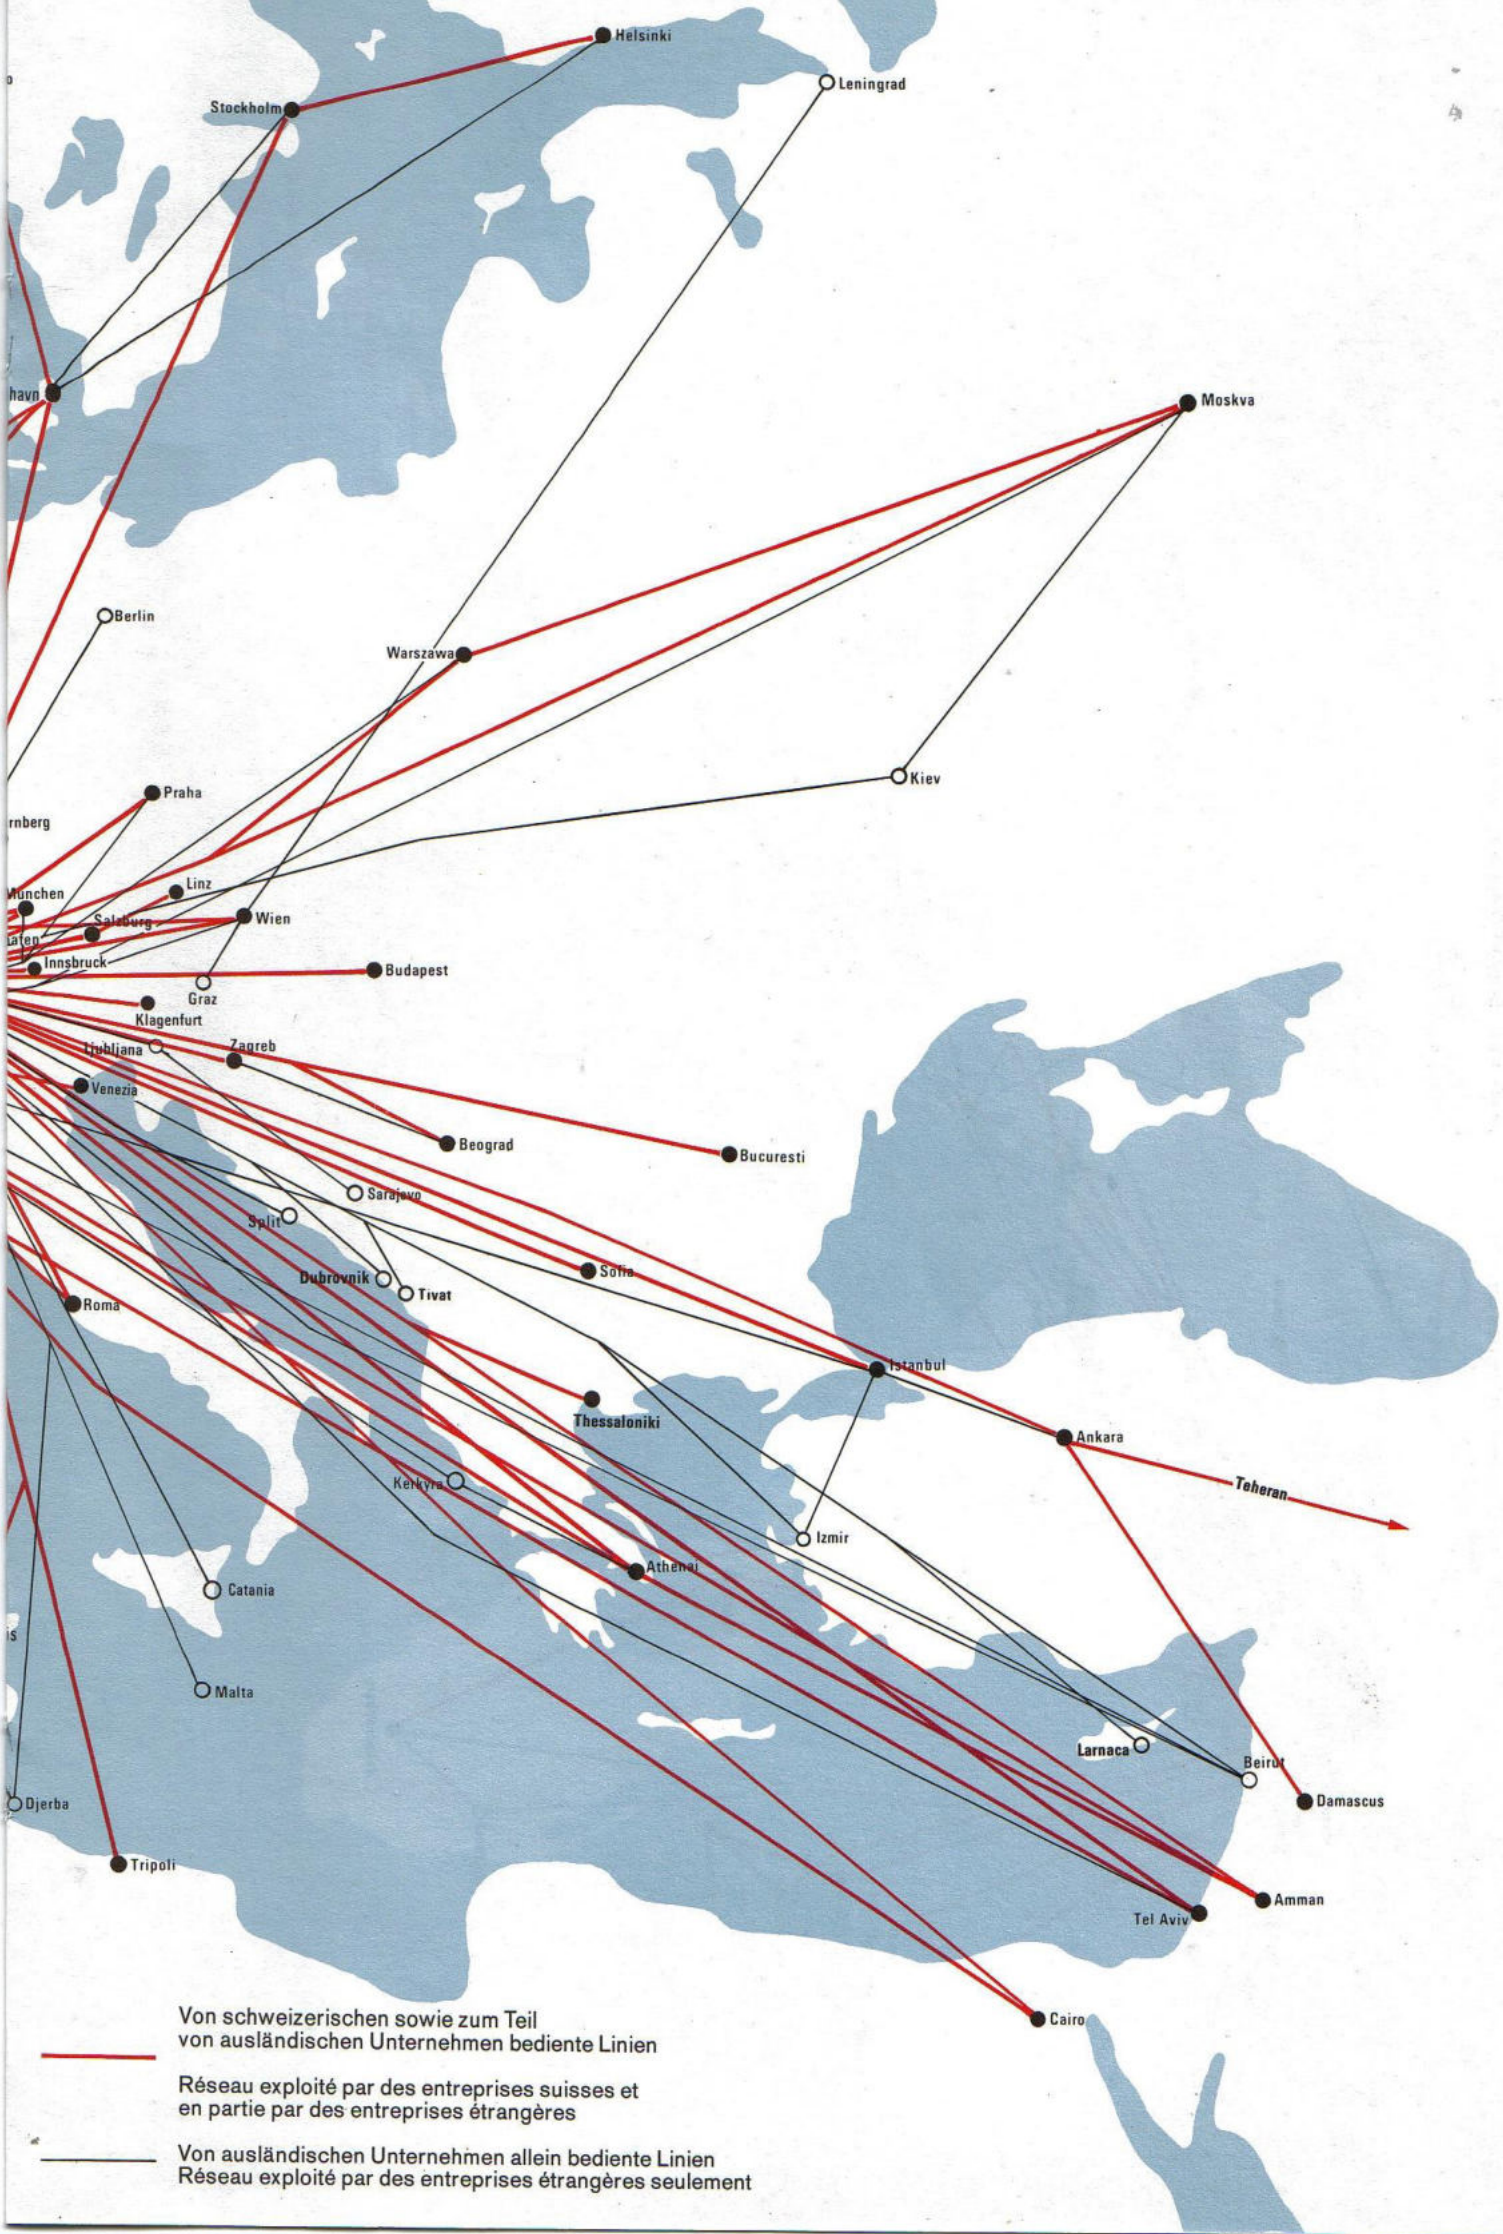 Helsinki
Leningrad
Stockholm
havn
Moskva
Berlin
Warszawa
Kiev
Praha
rnberg
München
Linz
Salzburg
Wien
afen
Innsbruck
Budapest
Graz
Klagenfurt
Ljubljana
Zagreb
Venezia
Beograd
Bucuresti
Sarajevo
Split
Sofia
Dubrovnik
Tivat
Roma
Istanbul
Thessaloniki
Ankara
Kerkyra
Teheran
Izmir
Athenai
Catania
is
Malta
Larnaca
Beirut
Djerba
Damascus
Tripoli
Amman
Tel Aviv
Cairo
Von schweizerischen sowie zum Teil
von ausländischen Unternehmen bediente Linien
Réseau exploité par des entreprises suisses et
en partie par des entreprises étrangères
Von ausländischen Unternehmen allein bediente Linien
Réseau exploité par des entreprises étrangères seulement